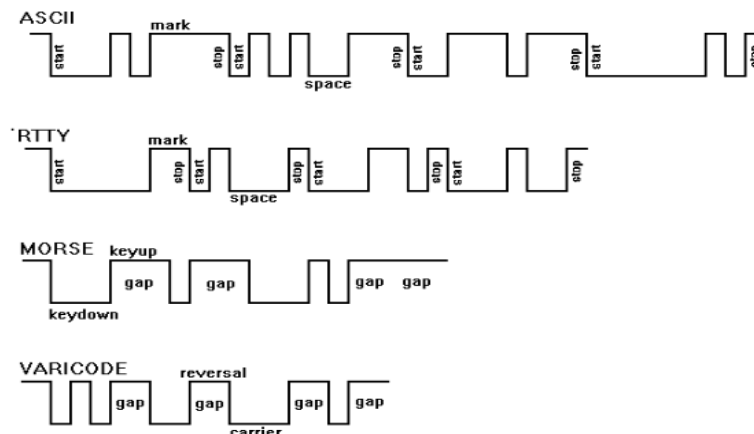 ASCII
mark
start stop start stop start stop start stop
space
RTTY
mark
start stop start stop start stop start stop
space
MORSE keyup
gap gap gap gap
keydown
VARICODE reversal
gap gap gap gap
carrier